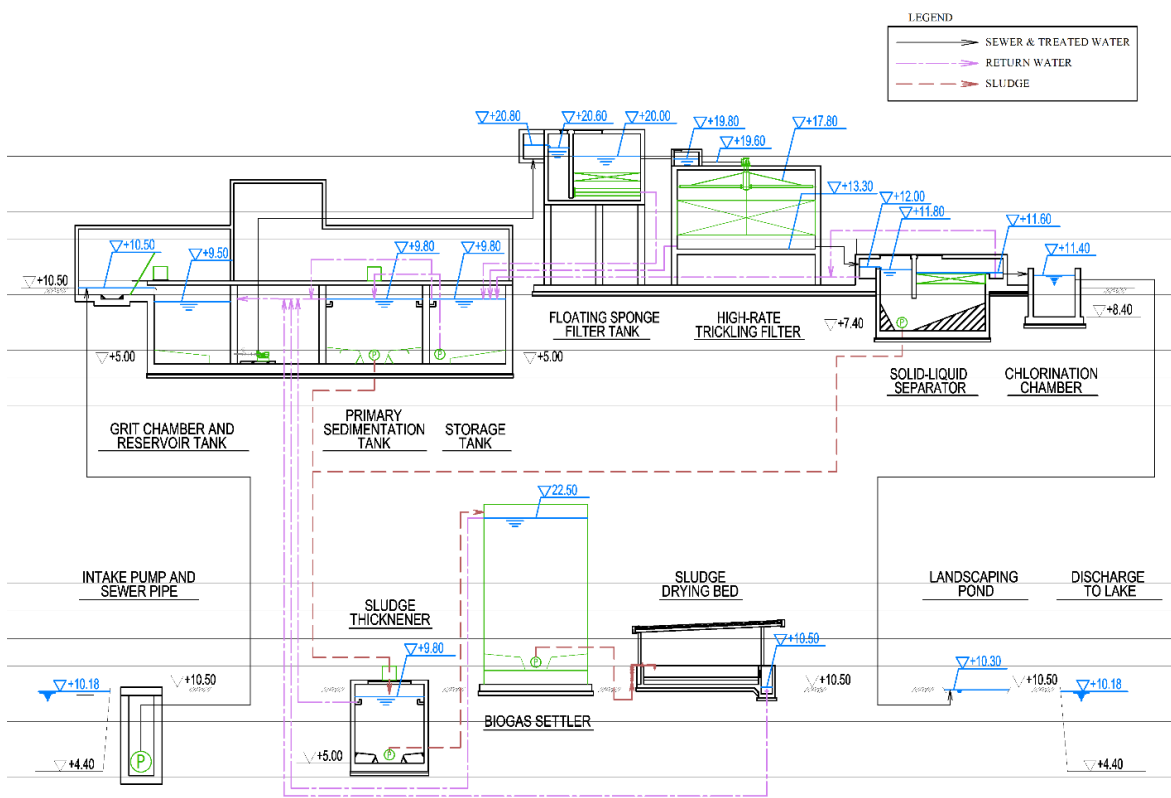 LEGEND
SEWER & TREATED WATER
RETURN WATER
SLUDGE
+20.80
+20.60
+20.00
+19.80
+19.60
+17.80
+13.30
+12.00
+11.80
+11.60
+11.40
+10.50
+9.50
+9.80
+9.80
+10.50
+5.00
+5.00
+7.40
+8.40
FLOATING SPONGE
FILTER TANK
HIGH-RATE
TRICKLING FILTER
SOLID-LIQUID
SEPARATOR
CHLORINATION
CHAMBER
P
P
P
GRIT CHAMBER AND
RESERVOIR TANK
PRIMARY
SEDIMENTATION
TANK
STORAGE
TANK
22.50
INTAKE PUMP AND
SEWER PIPE
SLUDGE
THICKNENER
SLUDGE
DRYING BED
LANDSCAPING
POND
DISCHARGE
TO LAKE
+9.80
+10.50
P
+10.18
+10.50
+10.50
+10.30
+10.50
+10.18
BIOGAS SETTLER
P
P
+4.40
+5.00
+4.40